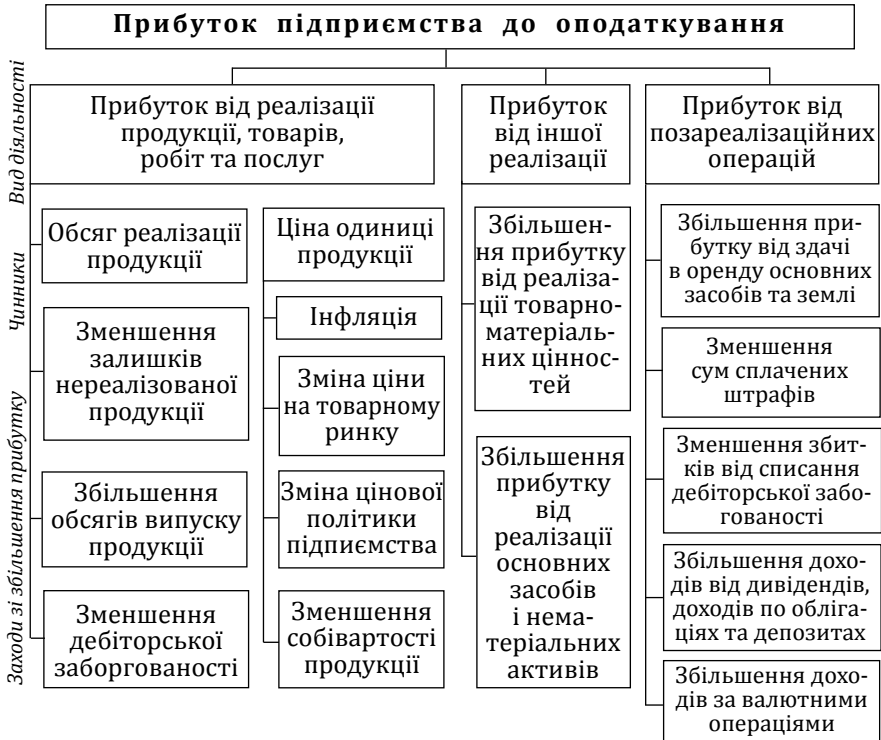 Прибуток підприємства до оподаткування
Вид діяльності
Прибуток від реалізації
продукції, товарів,
робіт та послуг
Прибуток
від іншої
реалізації
Прибуток від
позареалізаційних
операцій
Чинники
Заходи зі збільшення прибутку
Обсяг реалізації
продукції
Зменшення
залишків
нереалізованої
продукції
Збільшення
обсягів випуску
продукції
Зменшення
дебіторської
заборгованості
Ціна одиниці
продукції
Інфляція
Зміна ціни
на товарному
ринку
Зміна цінової
політики
підпиємства
Зменшення
собівартості
продукції
Збільшен-
ня прибутку
від реаліза-
ції товарно-
матеріаль-
них ціннос-
тей
Збільшення
прибутку
від
реалізації
основних
засобів
і нема-
теріальних
активів
Збільшення при-
бутку від здачі
в оренду основних
засобів та землі
Зменшення
сум сплачених
штрафів
Зменшення збит-
ків від списання
дебіторської забо-
гованості
Збільшення дохо-
дів від дивідендів,
доходів по обліга-
ціях та депозитах
Збільшення дохо-
дів за валютними
операціями